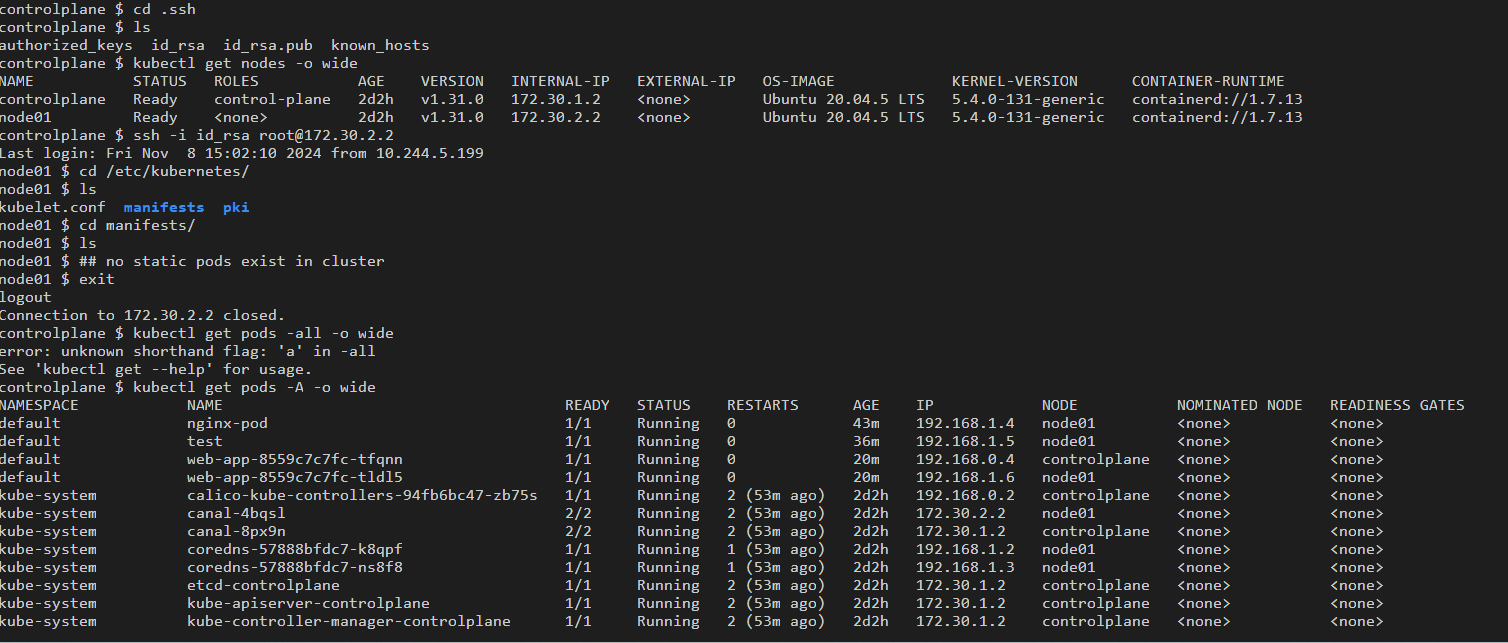 controlplane $ cd .ssh
controlplane $ ls
authorized_keys  id_rsa  id_rsa.pub  known_hosts
controlplane $ kubectl get nodes -o wide
NAME           STATUS   ROLES           AGE    VERSION   INTERNAL-IP   EXTERNAL-IP   OS-IMAGE             KERNEL-VERSION      CONTAINER-RUNTIME
controlplane   Ready    control-plane   2d2h   v1.31.0   172.30.1.2    <none>        Ubuntu 20.04.5 LTS   5.4.0-131-generic   containerd://1.7.13
node01         Ready    <none>          2d2h   v1.31.0   172.30.2.2    <none>        Ubuntu 20.04.5 LTS   5.4.0-131-generic   containerd://1.7.13
controlplane $ ssh -i id_rsa root@172.30.2.2
Last login: Fri Nov  8 15:02:10 2024 from 10.244.5.199
node01 $ cd /etc/kubernetes/
node01 $ ls
kubelet.conf  manifests  pki
node01 $ cd manifests/
node01 $ ls
node01 $ ## no static pods exist in cluster
node01 $ exit
logout
Connection to 172.30.2.2 closed.
controlplane $ kubectl get pods -all -o wide
error: unknown shorthand flag: 'a' in -all
See 'kubectl get --help' for usage.
controlplane $ kubectl get pods -A -o wide
NAMESPACE            NAME                                      READY   STATUS    RESTARTS      AGE    IP            NODE           NOMINATED NODE   READINESS GATES
default              nginx-pod                                 1/1     Running   0             43m    192.168.1.4   node01         <none>           <none>
default              test                                      1/1     Running   0             36m    192.168.1.5   node01         <none>           <none>
default              web-app-8559c7c7fc-tfqnn                  1/1     Running   0             20m    192.168.0.4   controlplane   <none>           <none>
default              web-app-8559c7c7fc-tldl5                  1/1     Running   0             20m    192.168.1.6   node01         <none>           <none>
kube-system          calico-kube-controllers-94fb6bc47-zb75s   1/1     Running   2 (53m ago)   2d2h   192.168.0.2   controlplane   <none>           <none>
kube-system          canal-4bqsl                               2/2     Running   2 (53m ago)   2d2h   172.30.2.2    node01         <none>           <none>
kube-system          canal-8px9n                               2/2     Running   2 (53m ago)   2d2h   172.30.1.2    controlplane   <none>           <none>
kube-system          coredns-57888bfdc7-k8qpf                  1/1     Running   1 (53m ago)   2d2h   192.168.1.2   node01         <none>           <none>
kube-system          coredns-57888bfdc7-ns8f8                  1/1     Running   1 (53m ago)   2d2h   192.168.1.3   node01         <none>           <none>
kube-system          etcd-controlplane                         1/1     Running   2 (53m ago)   2d2h   172.30.1.2    controlplane   <none>           <none>
kube-system          kube-apiserver-controlplane               1/1     Running   2 (53m ago)   2d2h   172.30.1.2    controlplane   <none>           <none>
kube-system          kube-controller-manager-controlplane      1/1     Running   2 (53m ago)   2d2h   172.30.1.2    controlplane   <none>           <none>